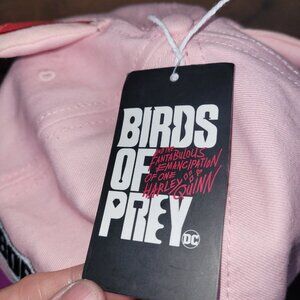 BIRDS
AND THE
FANTABULOUS
OF
EMANCIPATION
OF ONE
HARLEY
QUINN
PREY
DC